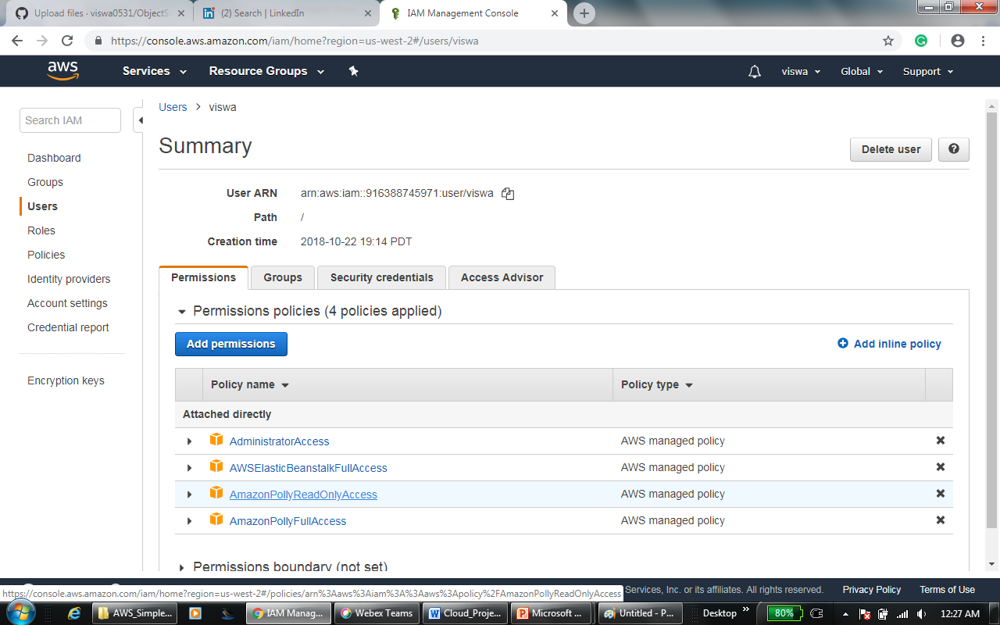 Upload files · viswa0531/ObjectS
(2) Search | LinkedIn
IAM Management Console
https://console.aws.amazon.com/iam/home?region=us-west-2#/users/viswa
aws Services Resource Groups viswa Global Support
Search IAM
Dashboard
Groups
Users
Roles
Policies
Identity providers
Account settings
Credential report
Encryption keys
Users > viswa
Summary
Delete user
User ARN arn:aws:iam::916388745971:user/viswa
Path /
Creation time 2018-10-22 19:14 PDT
Permissions Groups Security credentials Access Advisor
Permissions policies (4 policies applied)
Add permissions Add inline policy
Policy name Policy type
Attached directly
AdministratorAccess AWS managed policy
AWSElasticBeanstalkFullAccess AWS managed policy
AmazonPollyReadOnlyAccess AWS managed policy
AmazonPollyFullAccess AWS managed policy
Permissions boundary (not set)
Services, Inc. or its affiliates. All rights reserved. Privacy Policy Terms of Use
https://console.aws.amazon.com/iam/home?region=us-west-2#/policies/arn%3Aaws%3Aiam%3A%3Aaws%3Apolicy%2FAmazonPollyReadOnlyAccess
AWS_Simple... IAM Manag... Webex Teams Cloud_Proje... Microsoft ... Untitled - P... Desktop » 80% 12:27 AM